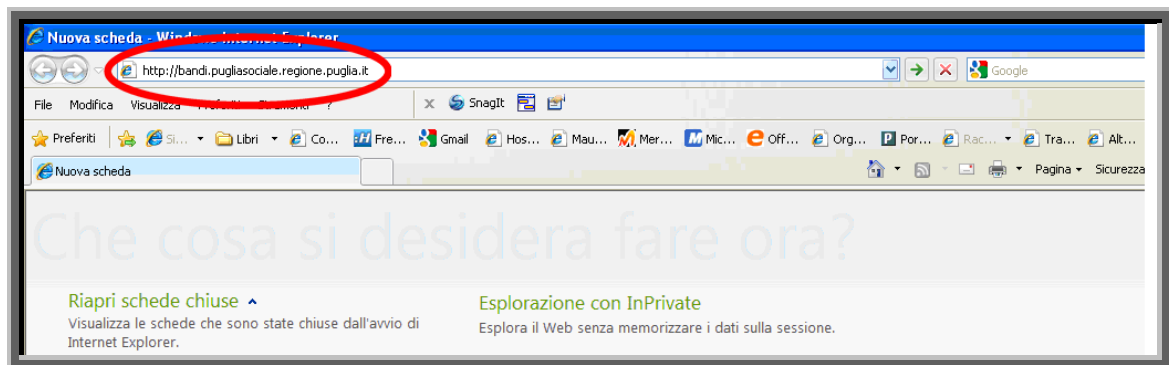 Nuova scheda - Windows Internet Explorer
http://bandi.pugliasociale.regione.puglia.it
Google
File Modifica Visualizza Preferiti Strumenti ?
x SnagIt
Preferiti Si... Libri Co... Fre... Gmail Hos... Mau... Mer... Mic... Off... Org... Por... Rac... Tra... Alt...
Nuova scheda
Pagina Sicurezza
Che cosa si desidera fare ora?
Riapri schede chiuse
Esplorazione con InPrivate
Visualizza le schede che sono state chiuse dall'avvio di
Internet Explorer.
Esplora il Web senza memorizzare i dati sulla sessione.